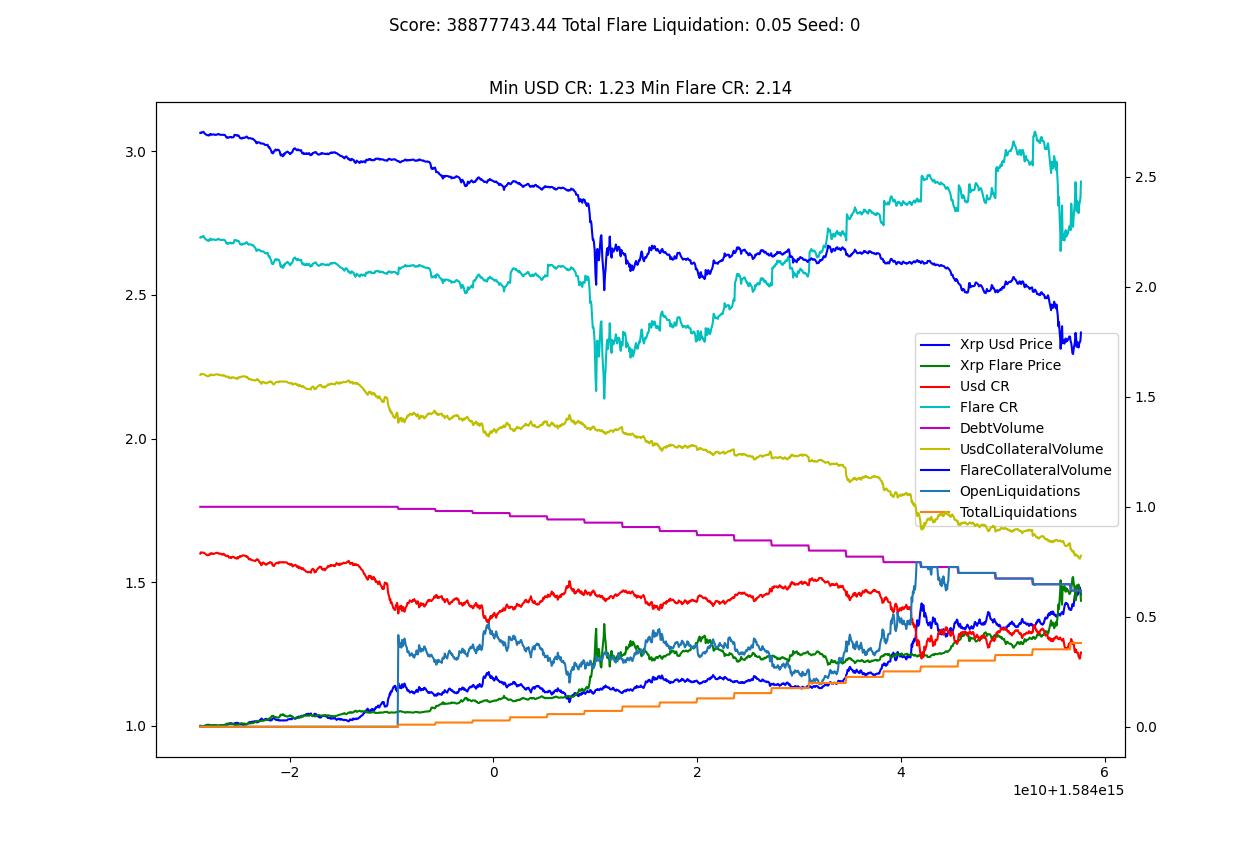 Score: 38877743.44 Total Flare Liquidation: 0.05 Seed: 0
Min USD CR: 1.23 Min Flare CR: 2.14
3.0
2.5
2.0
1.5
1.0
2.5
2.0
1.5
1.0
0.5
0.0
Xrp Usd Price
Xrp Flare Price
Usd CR
Flare CR
DebtVolume
UsdCollateralVolume
FlareCollateralVolume
OpenLiquidations
TotalLiquidations
−2 0 2 4 6
1e10+1.584e15